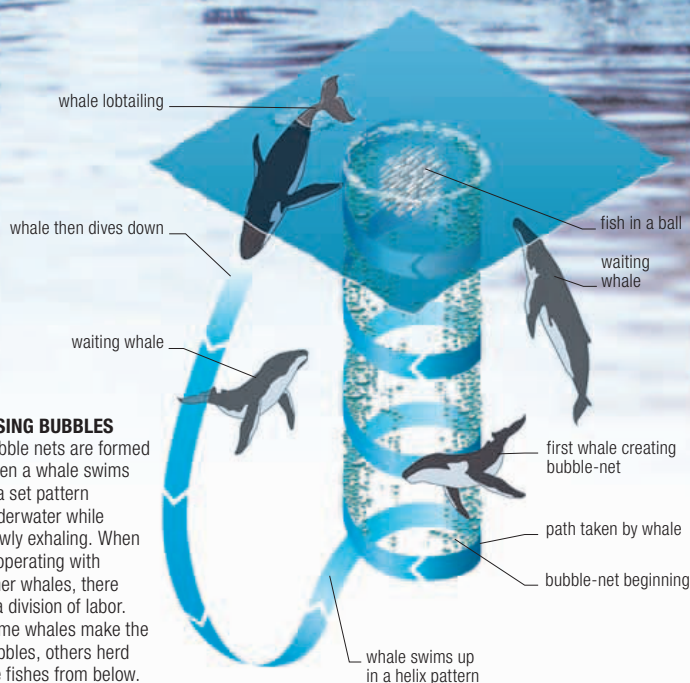 whale lobtailing
whale then dives down
waiting whale
fish in a ball
waiting
whale
first whale creating
bubble-net
path taken by whale
bubble-net beginning
whale swims up
in a helix pattern
SING BUBBLES
bble nets are formed
en a whale swims
a set pattern
derwater while
wly exhaling. When
operating with
her whales, there
a division of labor.
me whales make the
bbles, others herd
e fishes from below.